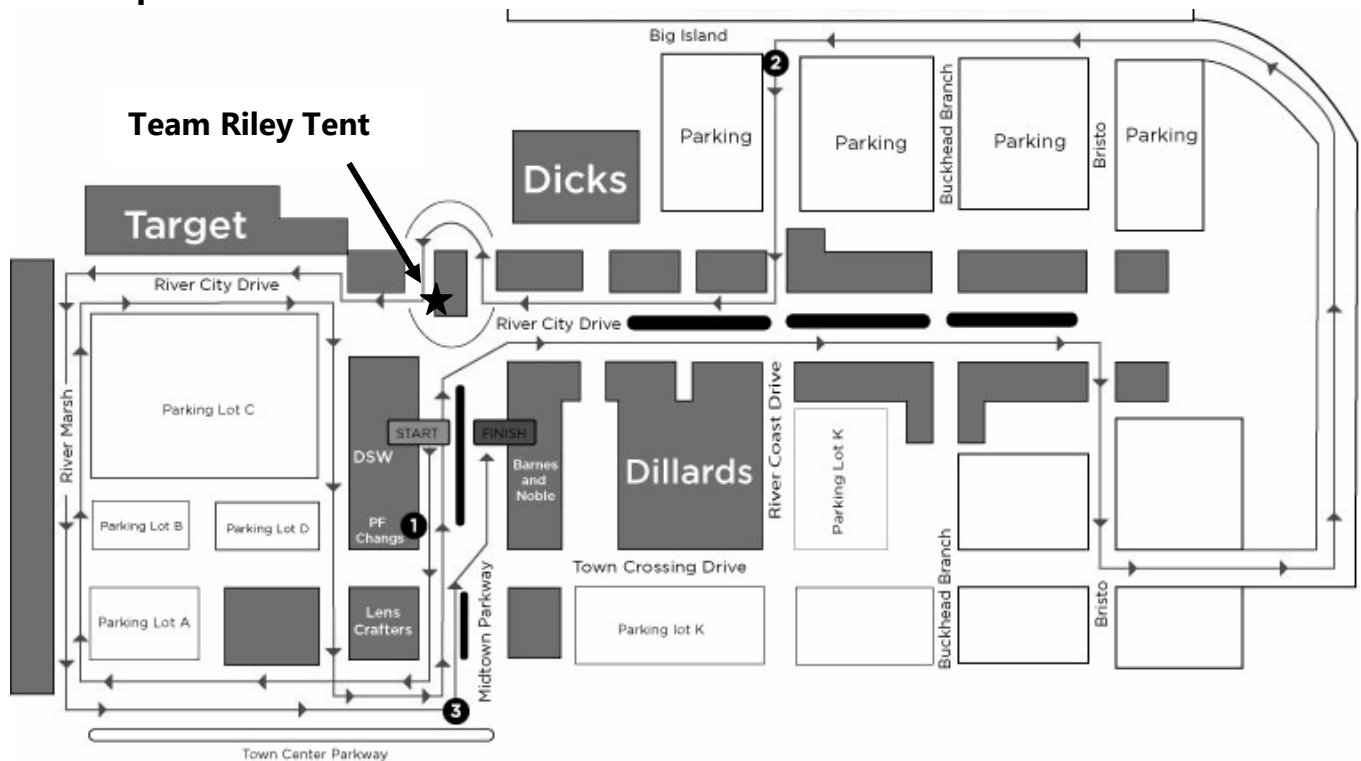 Big Island
2
Team Riley Tent
Parking
Parking
Buckhead Branch
Parking
Bristo
Parking
Dicks
Target
River City Drive
River City Drive
River Marsh
Parking Lot C
START
FINISH
DSW
Barnes
and
Noble
Dillards
River Coast Drive
Parking Lot K
Parking Lot B
Parking Lot D
PF
Changs
1
Town Crossing Drive
Midtown Parkway
Buckhead Branch
Bristo
Parking Lot A
Lens
Crafters
Parking lot K
3
Town Center Parkway